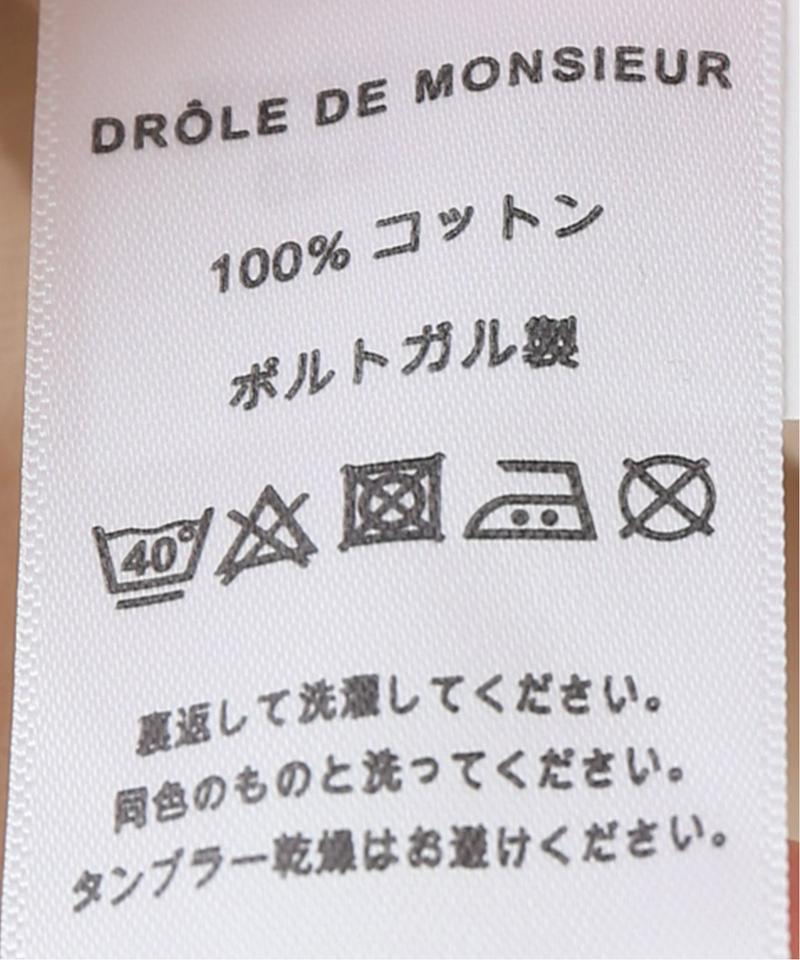 DRÔLE DE MONSIEUR
100% コットン
ポルトガル製
40°
裏返して洗濯してください。
同色のものと洗ってください。
タンブラー乾燥はお避けください。